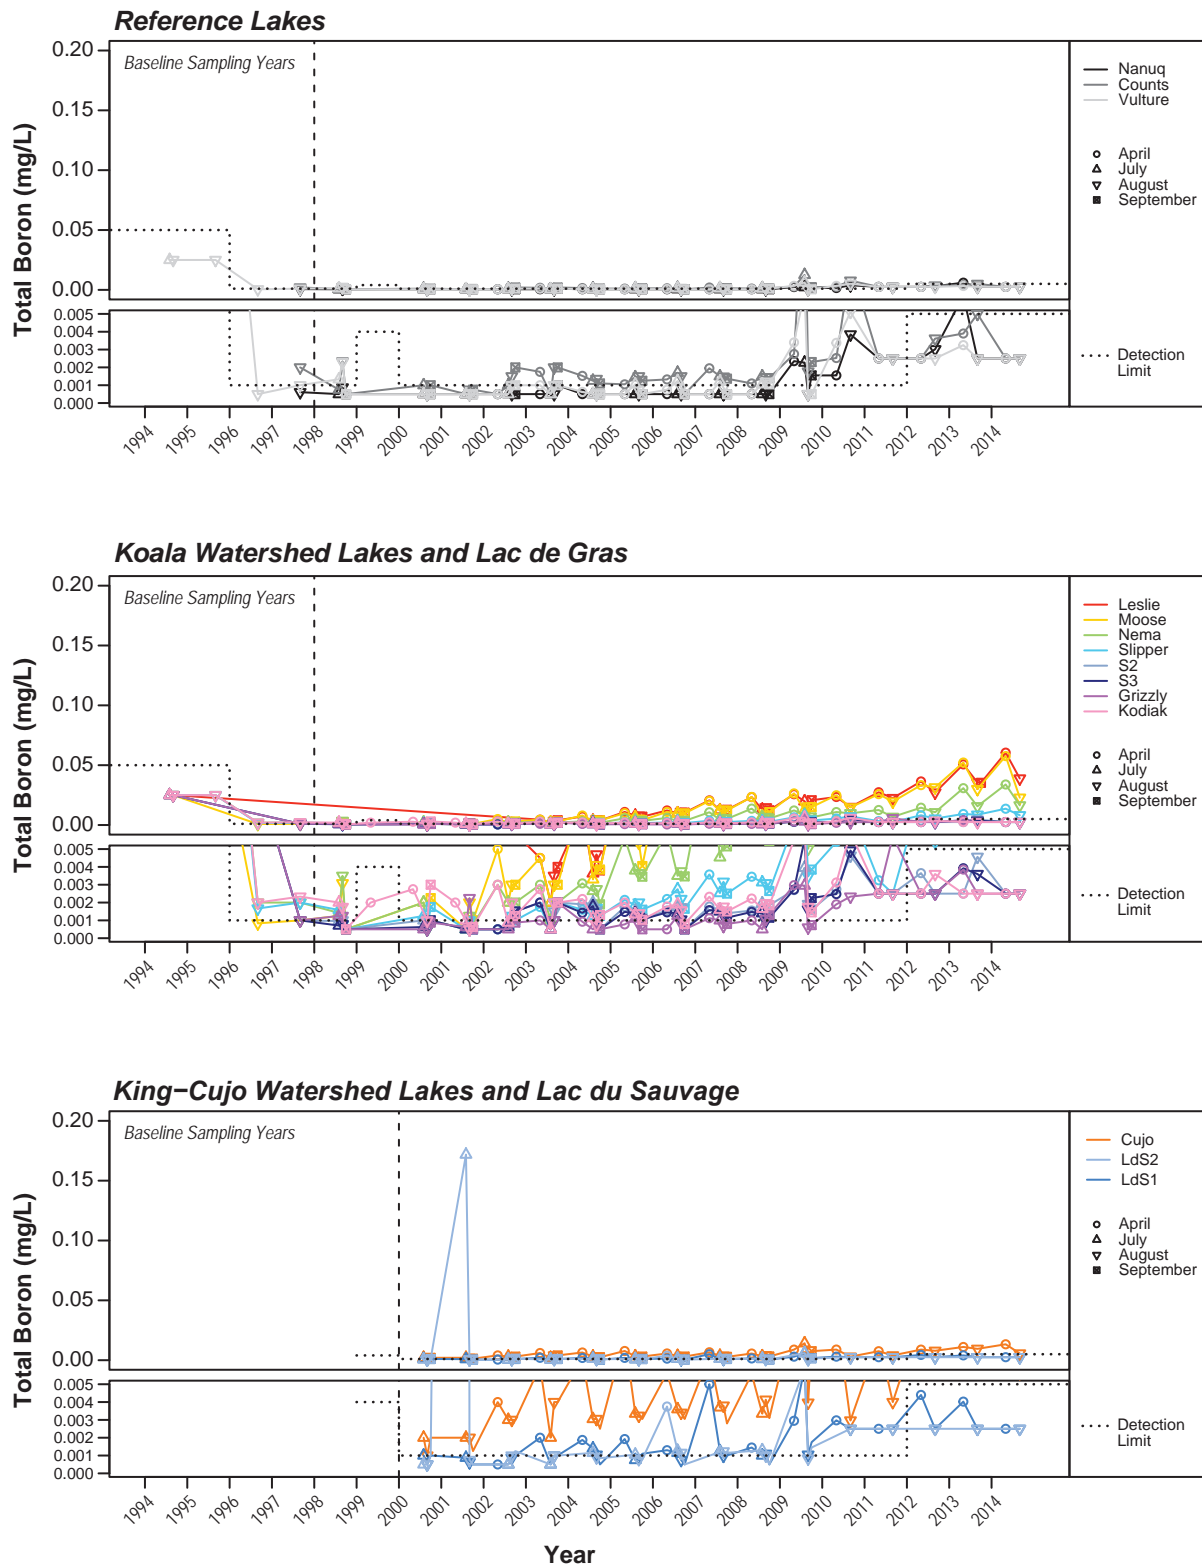 Reference Lakes
Total Boron (mg/L)
0.20
0.15
0.10
0.05
0.00
Baseline Sampling Years
Nanuq
Counts
Vulture
April
July
August
September
0.005
0.004
0.003
0.002
0.001
0.000
Detection
Limit
1994 1995 1996 1997 1998 1999 2000 2001 2002 2003 2004 2005 2006 2007 2008 2009 2010 2011 2012 2013 2014
Koala Watershed Lakes and Lac de Gras
Total Boron (mg/L)
0.20
0.15
0.10
0.05
0.00
Baseline Sampling Years
Leslie
Moose
Nema
Slipper
S2
S3
Grizzly
Kodiak
April
July
August
September
0.005
0.004
0.003
0.002
0.001
0.000
Detection
Limit
1994 1995 1996 1997 1998 1999 2000 2001 2002 2003 2004 2005 2006 2007 2008 2009 2010 2011 2012 2013 2014
King−Cujo Watershed Lakes and Lac du Sauvage
Total Boron (mg/L)
0.20
0.15
0.10
0.05
0.00
Baseline Sampling Years
Cujo
LdS2
LdS1
April
July
August
September
0.005
0.004
0.003
0.002
0.001
0.000
Detection
Limit
1994 1995 1996 1997 1998 1999 2000 2001 2002 2003 2004 2005 2006 2007 2008 2009 2010 2011 2012 2013 2014
Year